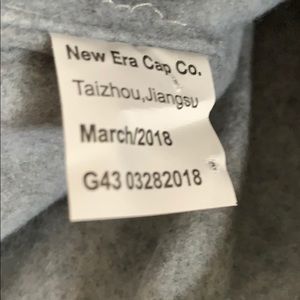 New Era Cap Co.
Taizhou,Jiangsu
March/2018
G43 03282018